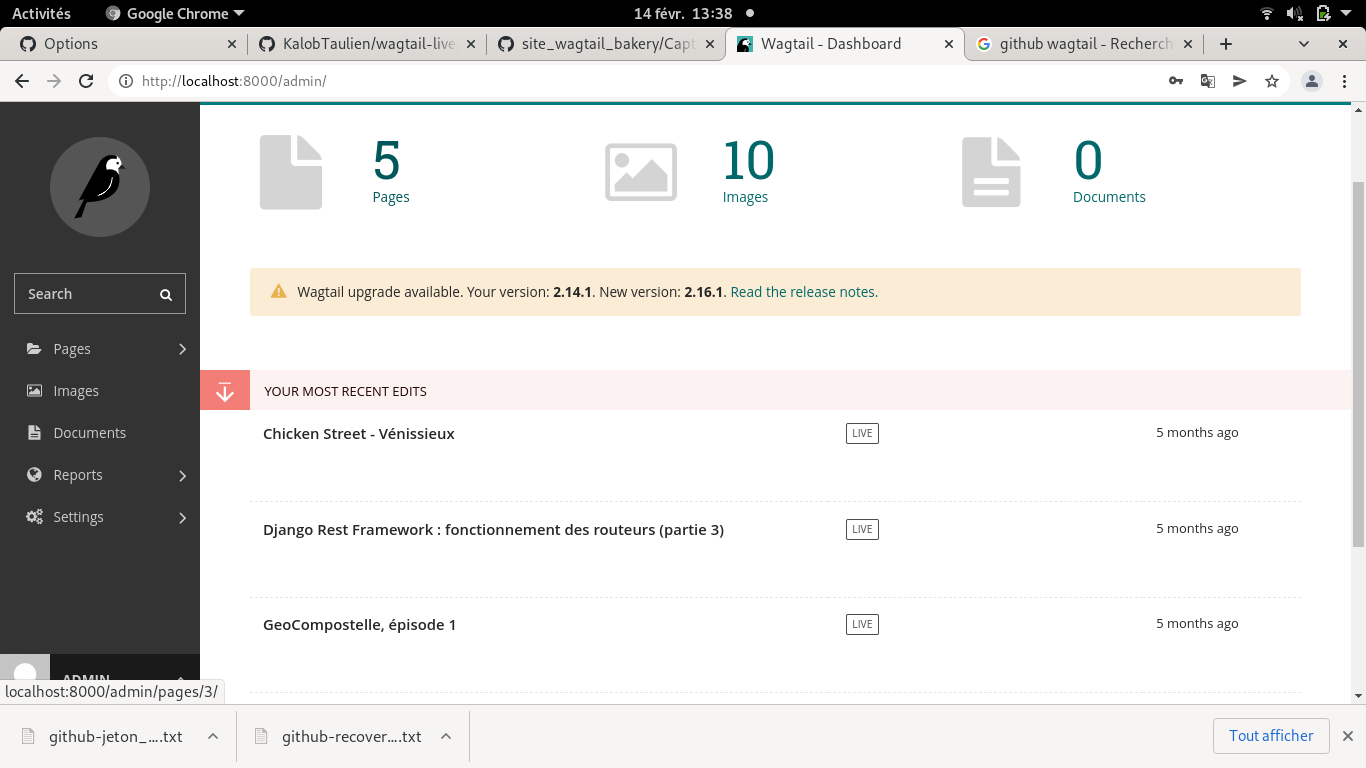 Activités
Google Chrome
14 févr. 13:38
Options
KalobTaulien/wagtail-live
site_wagtail_bakery/Capt
Wagtail - Dashboard
github wagtail - Recherch
http://localhost:8000/admin/
5
Pages
10
Images
0
Documents
Search
Wagtail upgrade available. Your version: 2.14.1. New version: 2.16.1. Read the release notes.
Pages
Images
Documents
Reports
Settings
YOUR MOST RECENT EDITS
Chicken Street - Vénissieux LIVE 5 months ago
Django Rest Framework : fonctionnement des routeurs (partie 3) LIVE 5 months ago
GeoCompostelle, épisode 1 LIVE 5 months ago
ADMIN
localhost:8000/admin/pages/3/
github-jeton_....txt
github-recover....txt
Tout afficher